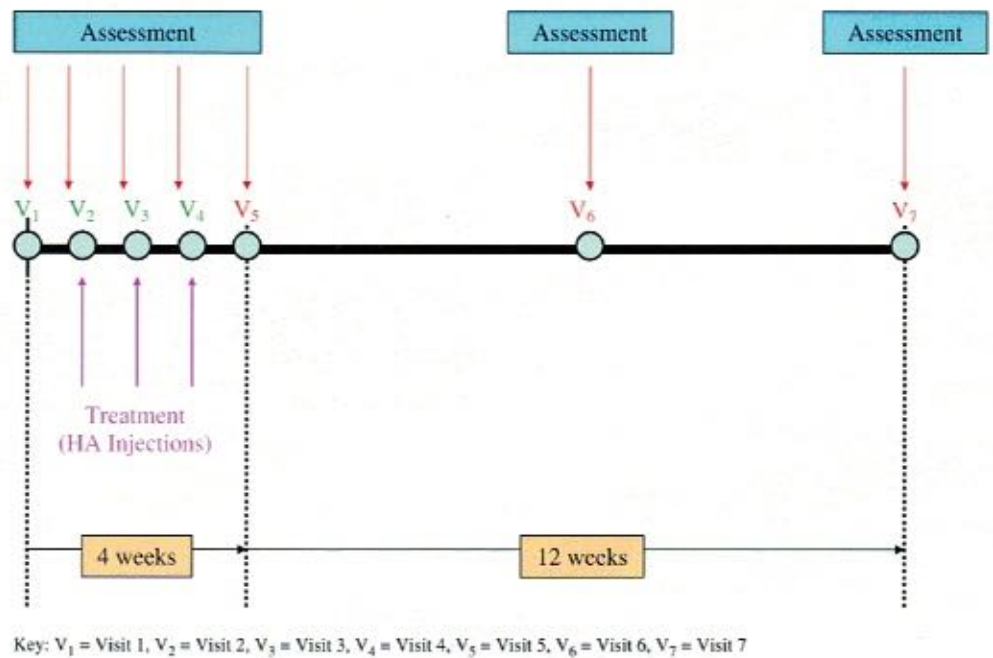 Assessment Assessment Assessment
V₁ V₂ V₃ V₄ V₅ V₆ V₇
Treatment
(HA Injections)
4 weeks 12 weeks
Key: V₁ = Visit 1, V₂ = Visit 2, V₃ = Visit 3, V₄ = Visit 4, V₅ = Visit 5, V₆ = Visit 6, V₇ = Visit 7